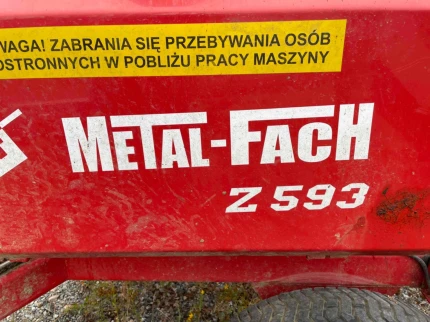 WAGA! ZABRANIA SIĘ PRZEBYWANIA OSÓB
OSTRONNYCH W POBLIŻU PRACY MASZYNY
METAL-FACH
Z 593